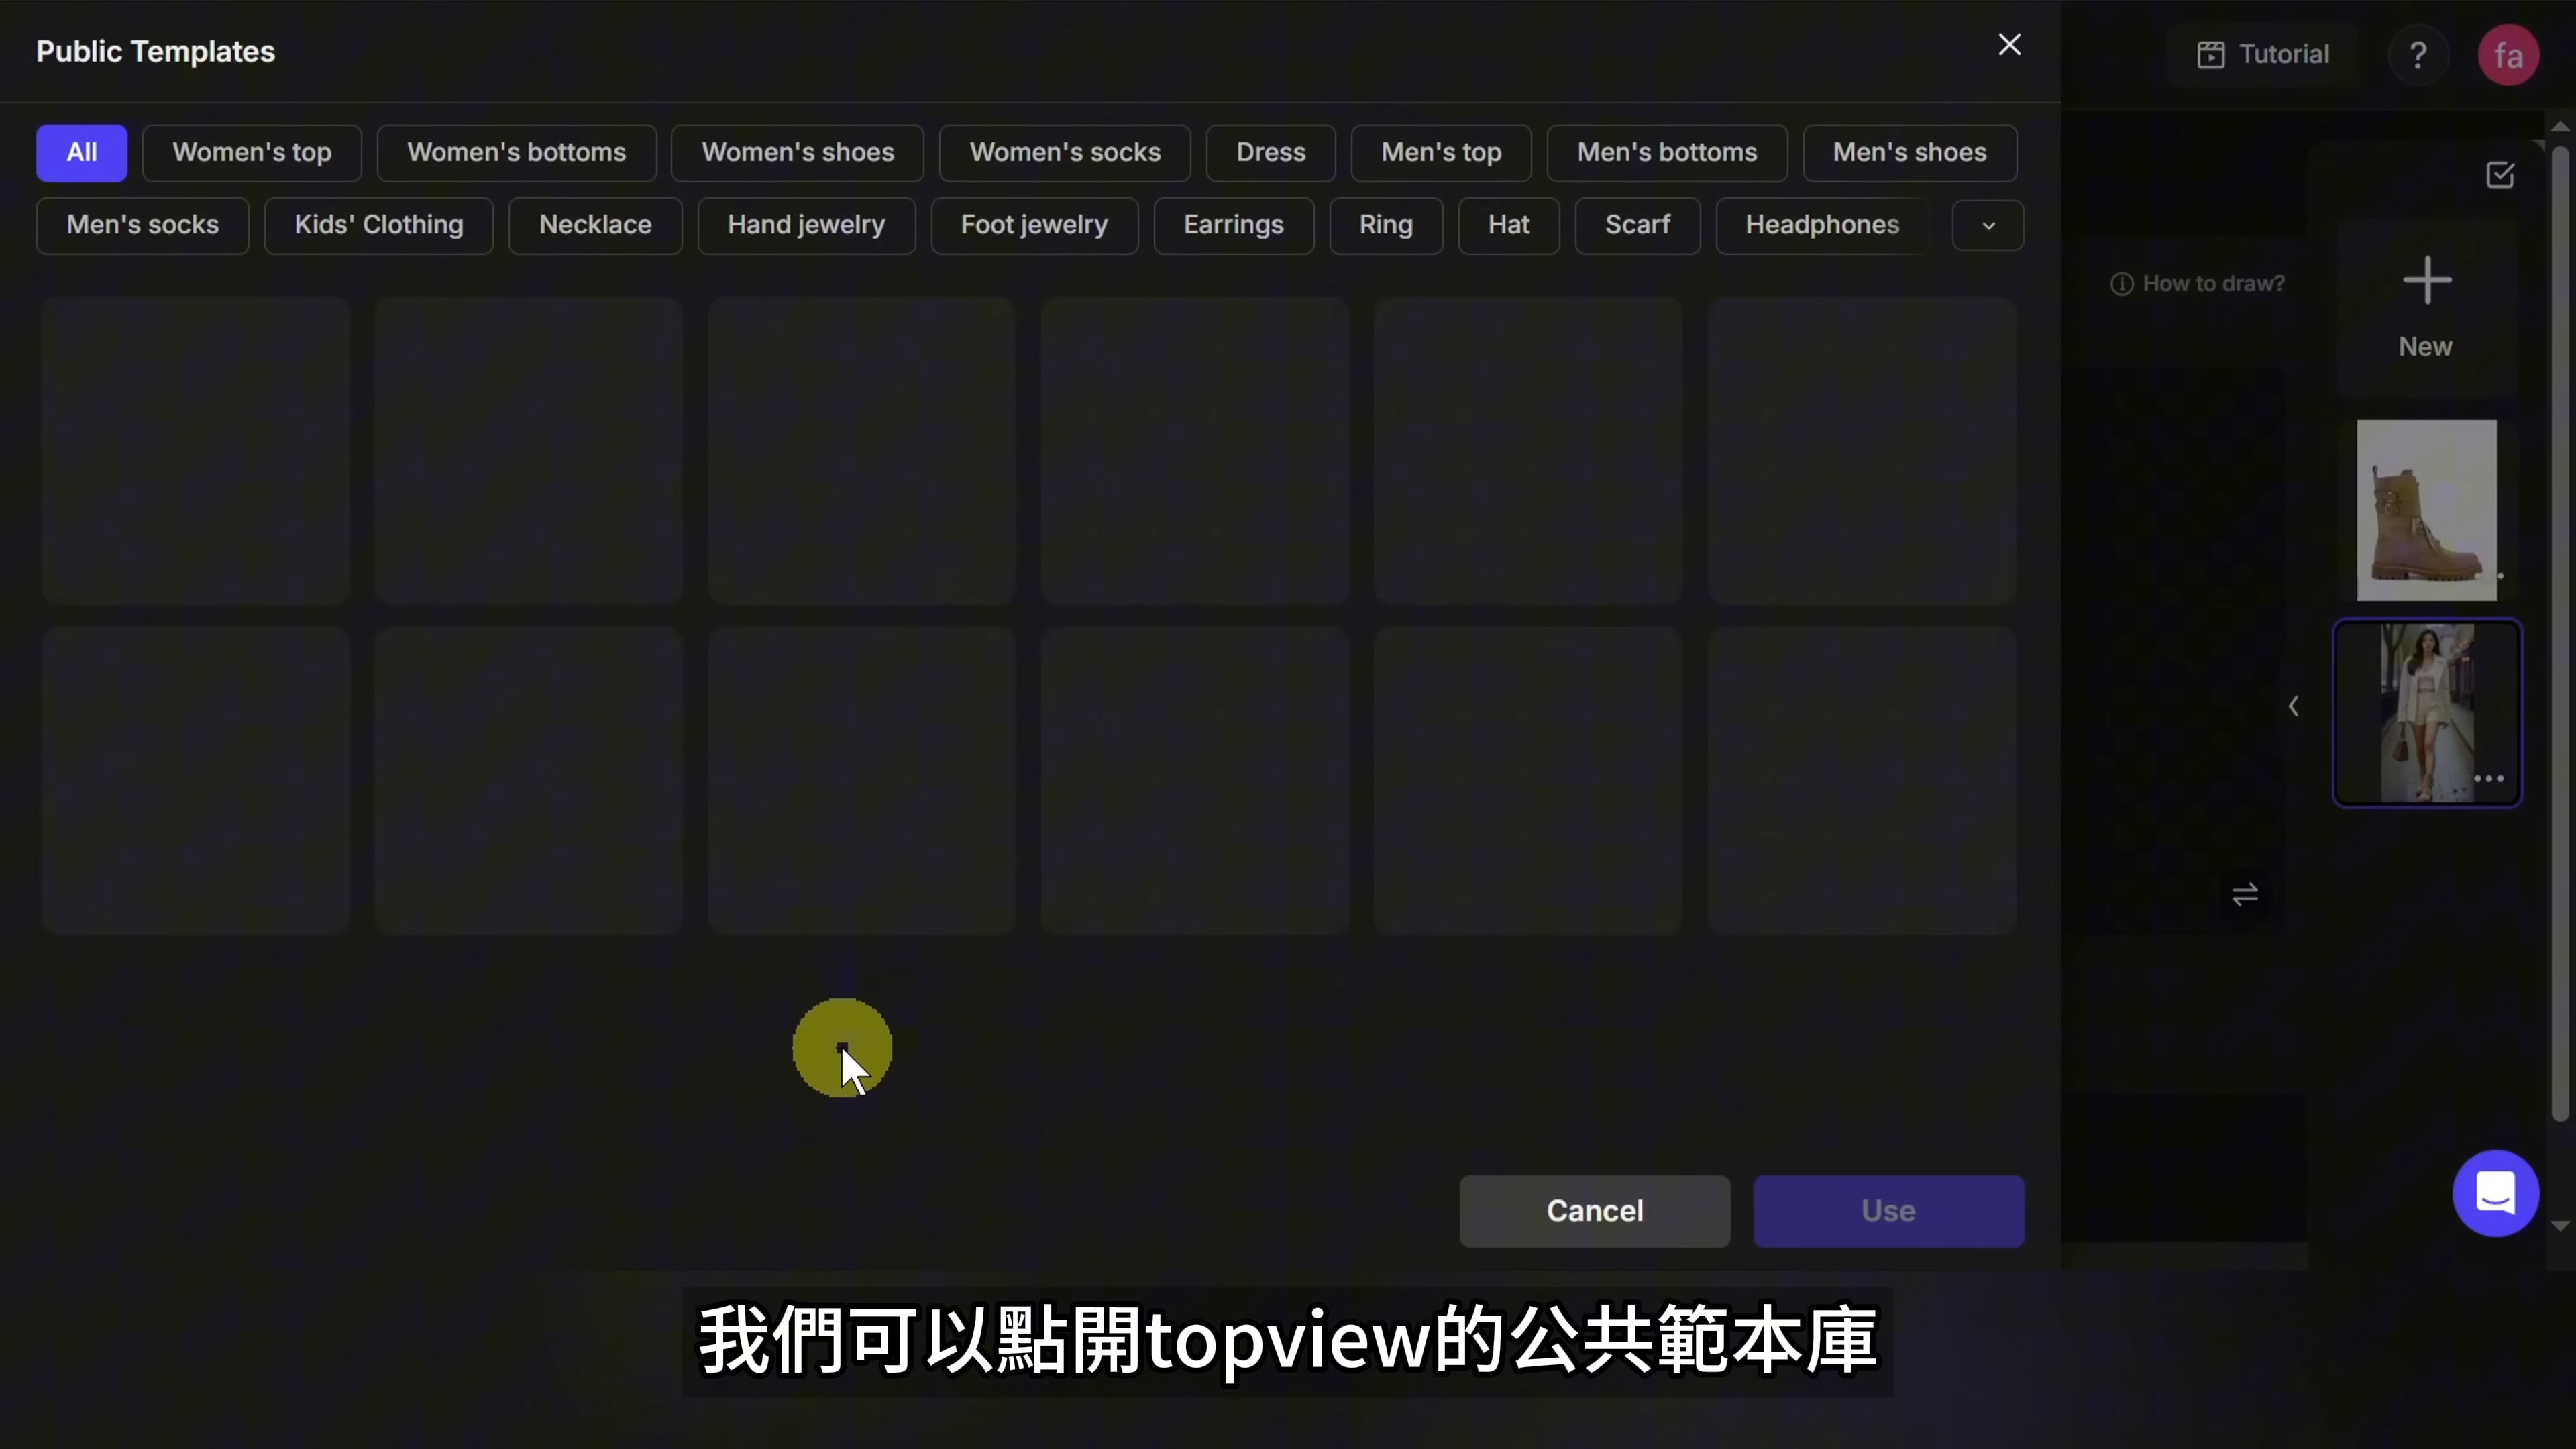 Public Templates
Tutorial
?
fa
All
Women's top
Women's bottoms
Women's shoes
Women's socks
Dress
Men's top
Men's bottoms
Men's shoes
Men's socks
Kids' Clothing
Necklace
Hand jewelry
Foot jewelry
Earrings
Ring
Hat
Scarf
Headphones
How to draw?
New
Cancel
Use
我們可以點開topview的公共範本庫